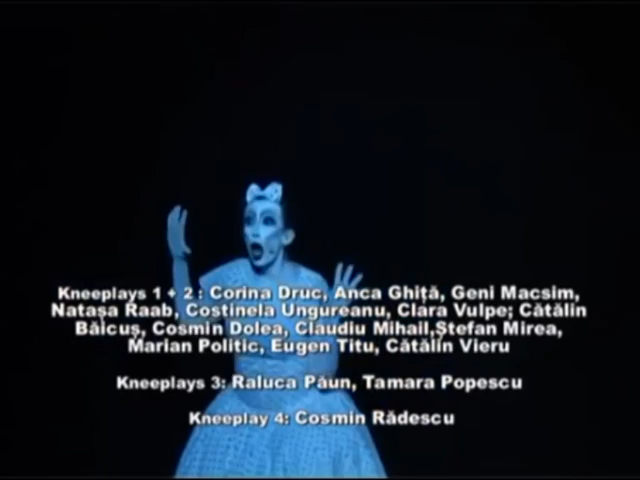 Kneeplays 1 + 2 : Corina Druc, Anca Ghiță, Geni Macsim,
Natașa Raab, Costinela Ungureanu, Clara Vulpe; Cătălin
Băicuș, Cosmin Dolea, Claudiu Mihail,Ștefan Mirea,
Marian Politic, Eugen Titu, Cătălin Vieru
Kneeplays 3: Raluca Păun, Tamara Popescu
Kneeplay 4: Cosmin Rădescu